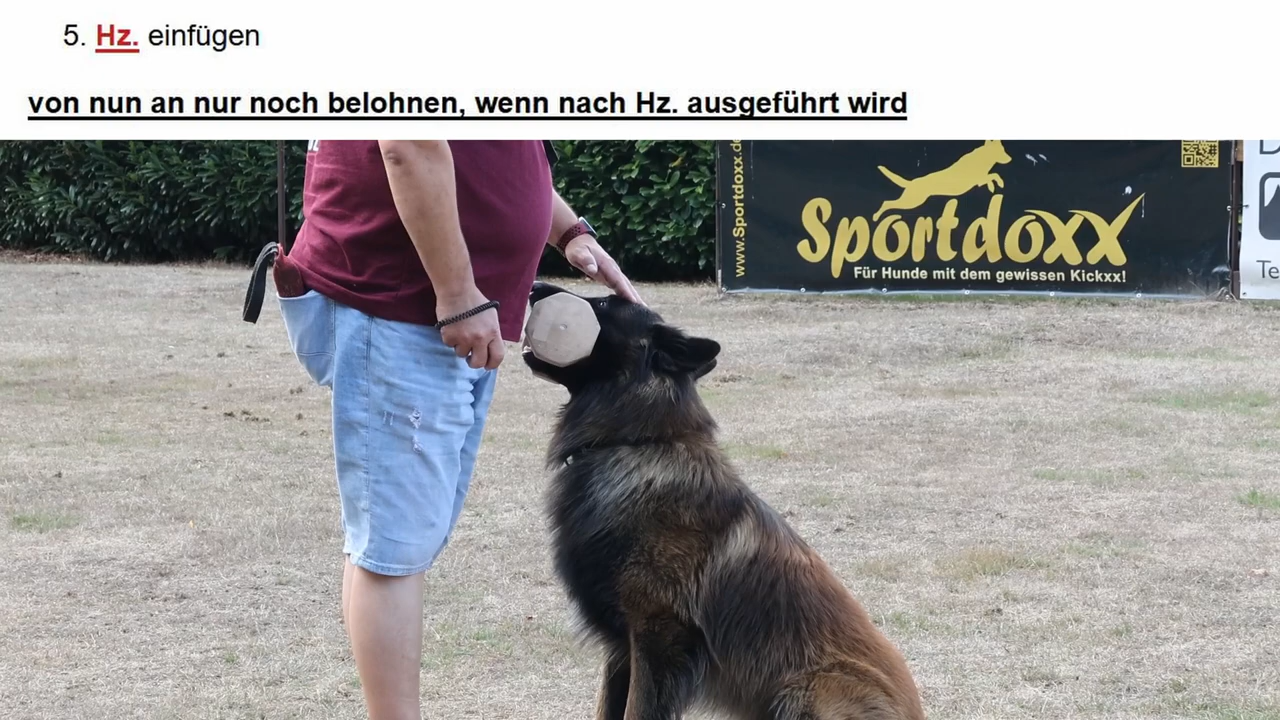 5. Hz. einfügen
von nun an nur noch belohnen, wenn nach Hz. ausgeführt wird
www.Sportdoxx.de
Sportdoxx
Für Hunde mit dem gewissen Kickxx!